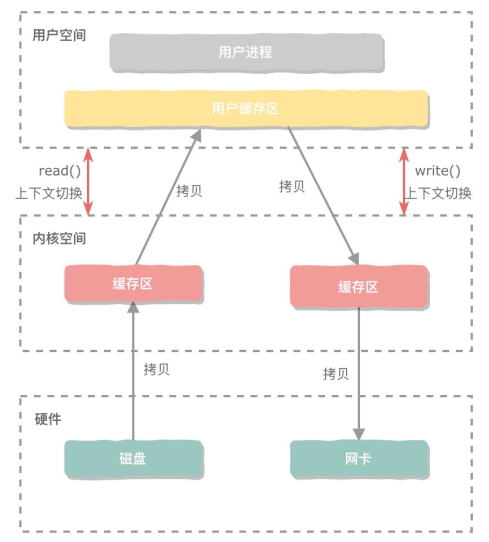 用户空间
用户进程
用户缓存区
read()
上下文切换
拷贝
拷贝
write()
上下文切换
内核空间
缓存区
缓存区
拷贝
拷贝
硬件
磁盘
网卡